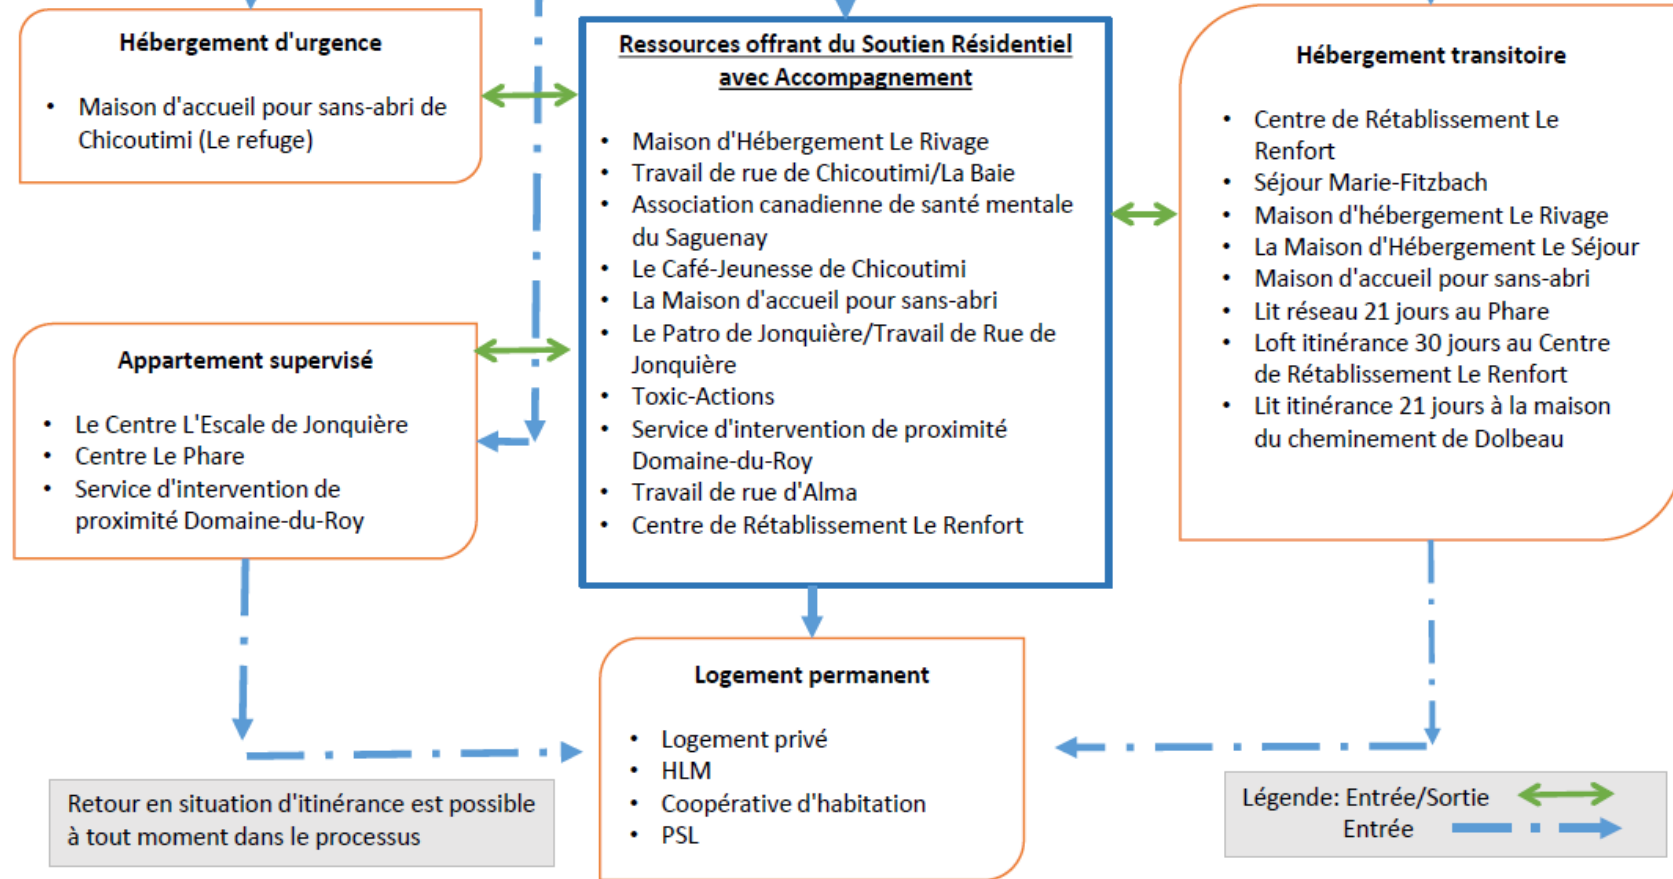 Hébergement d'urgence
• Maison d'accueil pour sans-abri de
Chicoutimi (Le refuge)
Ressources offrant du Soutien Résidentiel
avec Accompagnement
• Maison d'Hébergement Le Rivage
• Travail de rue de Chicoutimi/La Baie
• Association canadienne de santé mentale
du Saguenay
• Le Café-Jeunesse de Chicoutimi
• La Maison d'accueil pour sans-abri
• Le Patro de Jonquière/Travail de Rue de
Jonquière
• Toxic-Actions
• Service d'intervention de proximité
Domaine-du-Roy
• Travail de rue d'Alma
• Centre de Rétablissement Le Renfort
Hébergement transitoire
• Centre de Rétablissement Le
Renfort
• Séjour Marie-Fitzbach
• Maison d'hébergement Le Rivage
• La Maison d'Hébergement Le Séjour
• Maison d'accueil pour sans-abri
• Lit réseau 21 jours au Phare
• Loft itinérance 30 jours au Centre
de Rétablissement Le Renfort
• Lit itinérance 21 jours à la maison
du cheminement de Dolbeau
Appartement supervisé
• Le Centre L'Escale de Jonquière
• Centre Le Phare
• Service d'intervention de
proximité Domaine-du-Roy
Logement permanent
• Logement privé
• HLM
• Coopérative d'habitation
• PSL
Retour en situation d'itinérance est possible
à tout moment dans le processus
Légende: Entrée/Sortie
Entrée